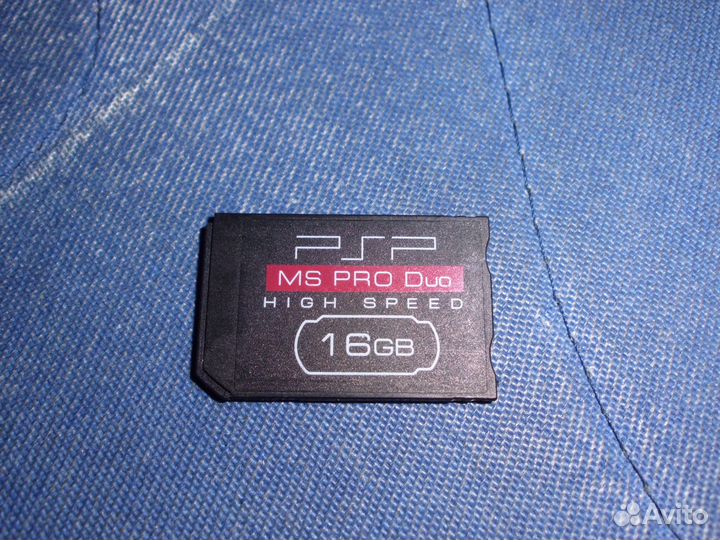 PSP
MS PRO Duo
HIGH SPEED
16GB
Avito